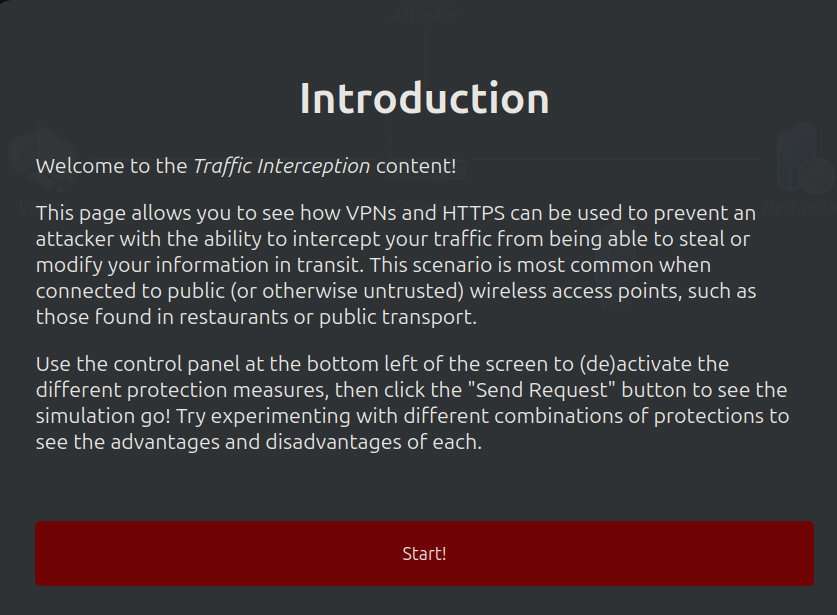 Attacker
Introduction
Welcome to the Traffic Interception content!
This page allows you to see how VPNs and HTTPS can be used to prevent an
attacker with the ability to intercept your traffic from being able to steal or
modify your information in transit. This scenario is most common when
connected to public (or otherwise untrusted) wireless access points, such as
those found in restaurants or public transport.
Use the control panel at the bottom left of the screen to (de)activate the
different protection measures, then click the "Send Request" button to see the
simulation go! Try experimenting with different combinations of protections to
see the advantages and disadvantages of each.
Start!